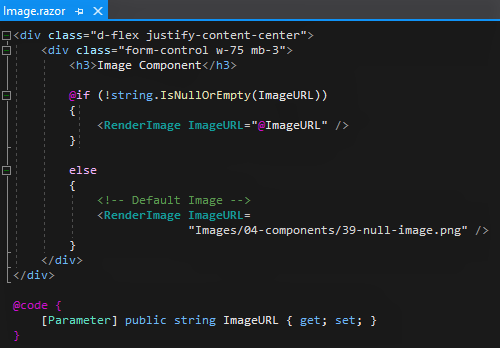 Image.razor
<div class="d-flex justify-content-center">
<div class="form-control w-75 mb-3">
<h3>Image Component</h3>
@if (!string.IsNullOrEmpty(ImageURL))
{
<RenderImage ImageURL="@ImageURL" />
}
else
{
<!-- Default Image -->
<RenderImage ImageURL=
"Images/04-components/39-null-image.png" />
}
</div>
</div>
@code {
[Parameter] public string ImageURL { get; set; }
}